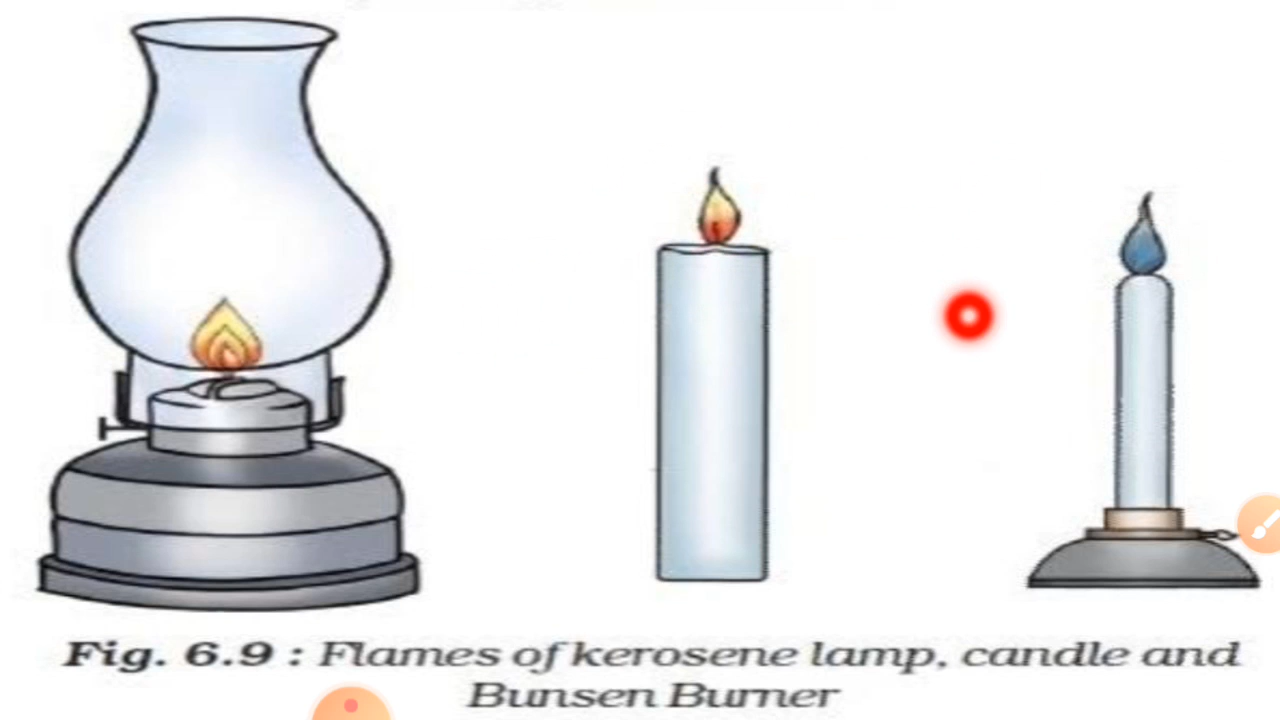 Fig. 6.9 : Flames of kerosene lamp, candle and
Bunsen Burner